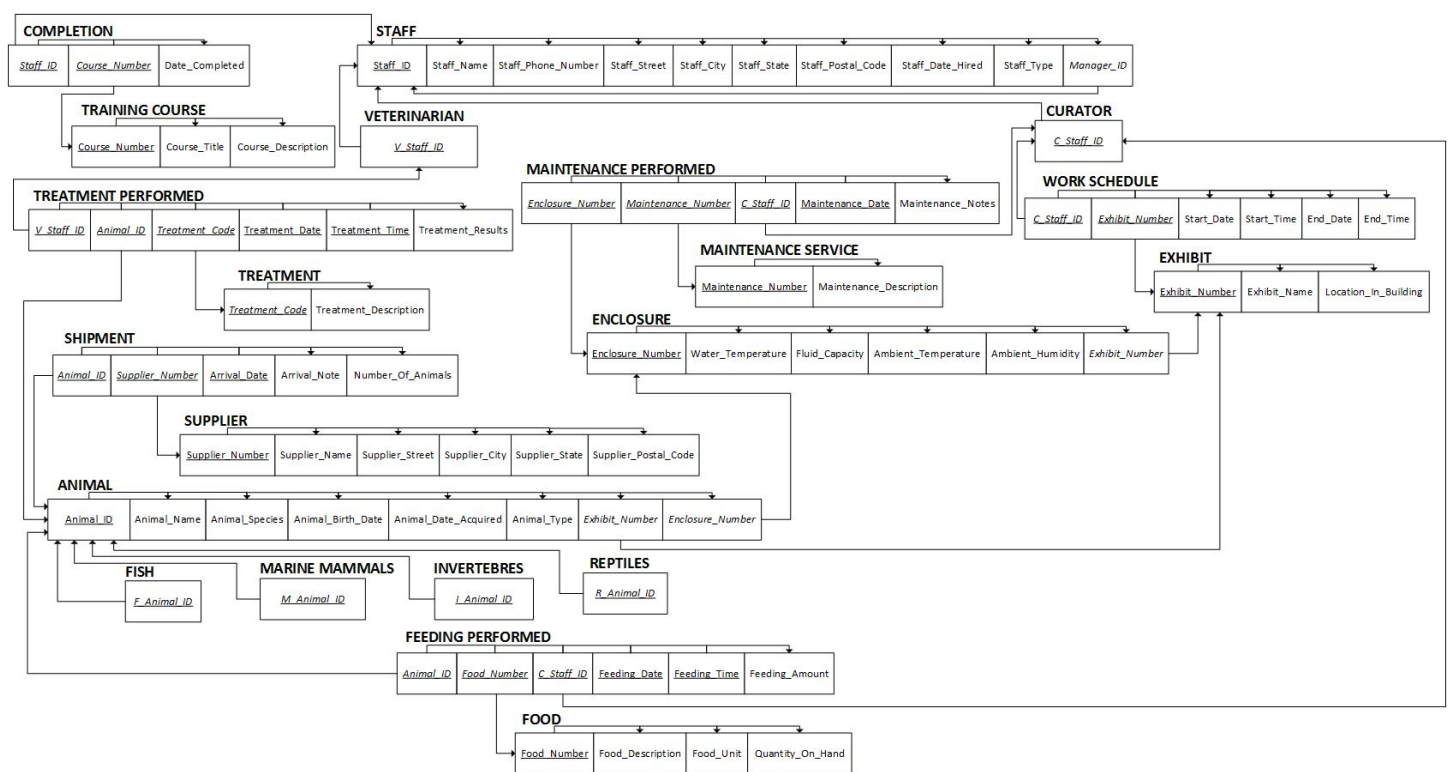 COMPLETION
Staff_ID Course_Number Date_Completed
STAFF
Staff_ID Staff_Name Staff_Phone_Number Staff_Street Staff_City Staff_State Staff_Postal_Code Staff_Date_Hired Staff_Type Manager_ID
TRAINING COURSE
Course_Number Course_Title Course_Description
VETERINARIAN
V_Staff_ID
CURATOR
C_Staff_ID
TREATMENT PERFORMED
V_Staff_ID Animal_ID Treatment_Code Treatment_Date Treatment_Time Treatment_Results
MAINTENANCE PERFORMED
Enclosure_Number Maintenance_Number C_Staff_ID Maintenance_Date Maintenance_Notes
WORK SCHEDULE
C_Staff_ID Exhibit_Number Start_Date Start_Time End_Date End_Time
TREATMENT
Treatment_Code Treatment_Description
MAINTENANCE SERVICE
Maintenance_Number Maintenance_Description
EXHIBIT
Exhibit_Number Exhibit_Name Location_In_Building
SHIPMENT
Animal_ID Supplier_Number Arrival_Date Arrival_Note Number_Of_Animals
ENCLOSURE
Enclosure_Number Water_Temperature Fluid_Capacity Ambient_Temperature Ambient_Humidity Exhibit_Number
SUPPLIER
Supplier_Number Supplier_Name Supplier_Street Supplier_City Supplier_State Supplier_Postal_Code
ANIMAL
Animal_ID Animal_Name Animal_Species Animal_Birth_Date Animal_Date_Acquired Animal_Type Exhibit_Number Enclosure_Number
FISH
F_Animal_ID
MARINE MAMMALS
M_Animal_ID
INVERTEBRES
I_Animal_ID
REPTILES
R_Animal_ID
FEEDING PERFORMED
Animal_ID Food_Number C_Staff_ID Feeding_Date Feeding_Time Feeding_Amount
FOOD
Food_Number Food_Description Food_Unit Quantity_On_Hand